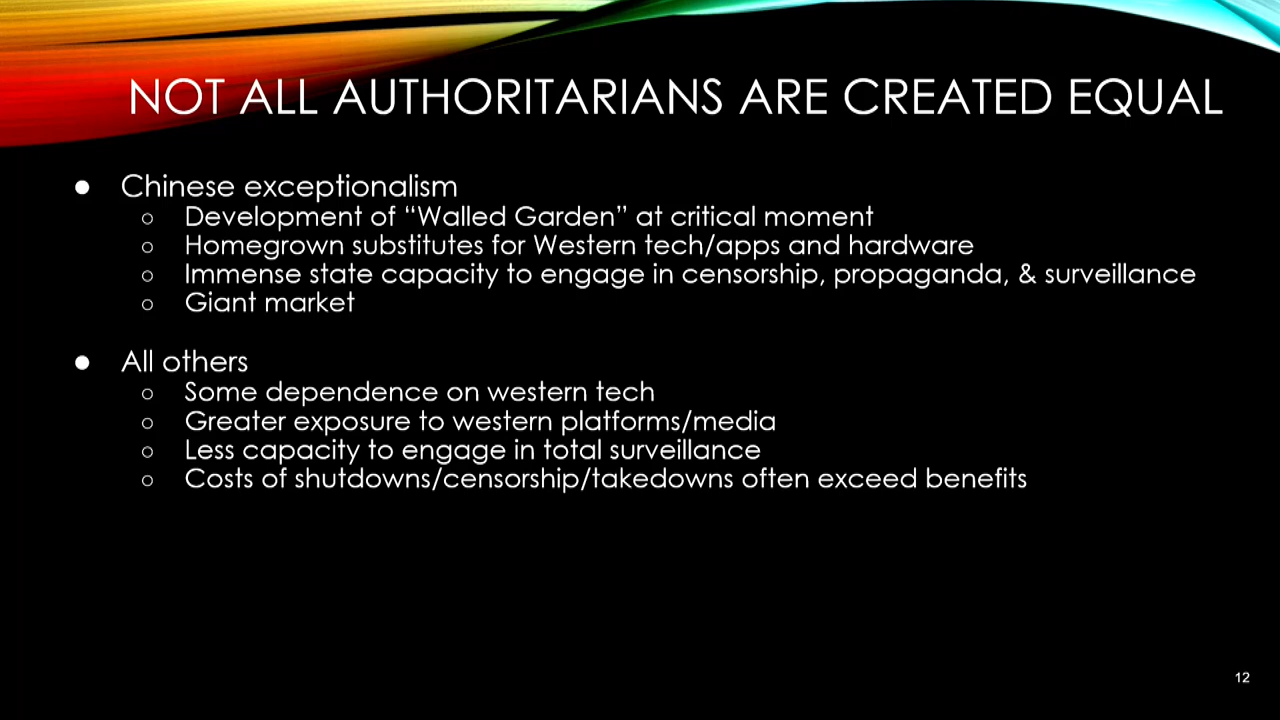 NOT ALL AUTHORITARIANS ARE CREATED EQUAL
● Chinese exceptionalism
○ Development of “Walled Garden” at critical moment
○ Homegrown substitutes for Western tech/apps and hardware
○ Immense state capacity to engage in censorship, propaganda, & surveillance
○ Giant market
● All others
○ Some dependence on western tech
○ Greater exposure to western platforms/media
○ Less capacity to engage in total surveillance
○ Costs of shutdowns/censorship/takedowns often exceed benefits
12